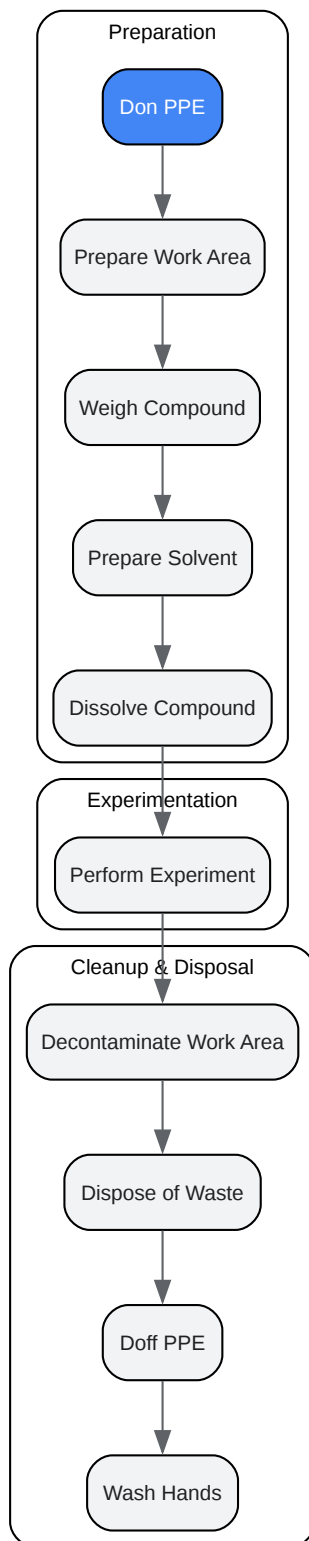 Preparation
Don PPE
Prepare Work Area
Weigh Compound
Prepare Solvent
Dissolve Compound
Experimentation
Perform Experiment
Cleanup & Disposal
Decontaminate Work Area
Dispose of Waste
Doff PPE
Wash Hands